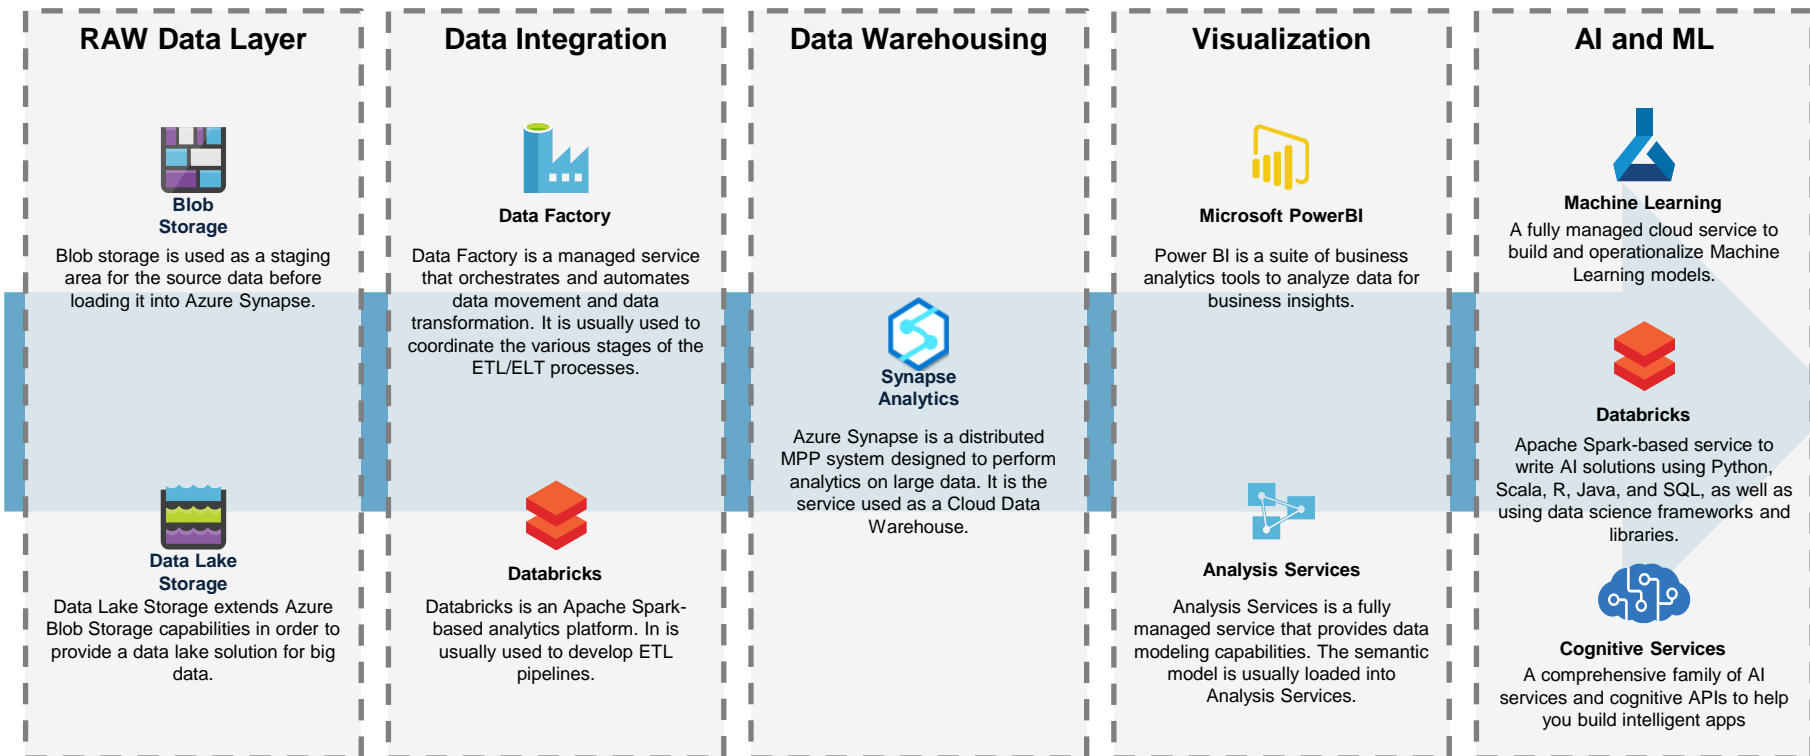 RAW Data Layer
Blob
Storage
Blob storage is used as a staging
area for the source data before
loading it into Azure Synapse.
Data Lake
Storage
Data Lake Storage extends Azure
Blob Storage capabilities in order to
provide a data lake solution for big
data.
Data Integration
Data Factory
Data Factory is a managed service
that orchestrates and automates
data movement and data
transformation. It is usually used to
coordinate the various stages of the
ETL/ELT processes.
Databricks
Databricks is an Apache Spark-
based analytics platform. In is
usually used to develop ETL
pipelines.
Data Warehousing
Synapse
Analytics
Azure Synapse is a distributed
MPP system designed to perform
analytics on large data. It is the
service used as a Cloud Data
Warehouse.
Visualization
Microsoft PowerBI
Power BI is a suite of business
analytics tools to analyze data for
business insights.
Analysis Services
Analysis Services is a fully
managed service that provides data
modeling capabilities. The semantic
model is usually loaded into
Analysis Services.
AI and ML
Machine Learning
A fully managed cloud service to
build and operationalize Machine
Learning models.
Databricks
Apache Spark-based service to
write AI solutions using Python,
Scala, R, Java, and SQL, as well as
using data science frameworks and
libraries.
Cognitive Services
A comprehensive family of AI
services and cognitive APIs to help
you build intelligent apps